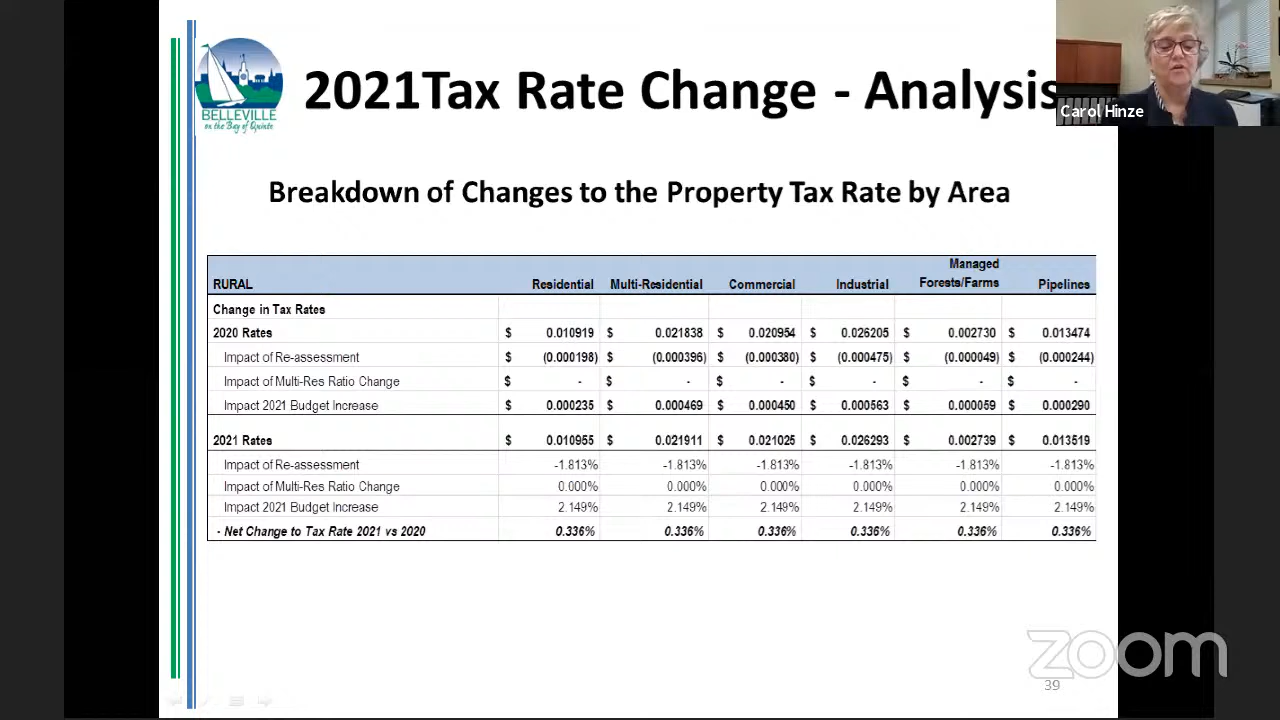 BELLEVILLE
on the Bay of Quinte
2021Tax Rate Change - Analysis
Carol Hinze
Breakdown of Changes to the Property Tax Rate by Area
RURAL Residential Multi-Residential Commercial Industrial Managed Forests/Farms Pipelines
Change in Tax Rates
2020 Rates $ 0.010919 $ 0.021838 $ 0.020954 $ 0.026205 $ 0.002730 $ 0.013474
Impact of Re-assessment $ (0.000198) $ (0.000396) $ (0.000380) $ (0.000475) $ (0.000049) $ (0.000244)
Impact of Multi-Res Ratio Change $ - $ - $ - $ - $ - $ -
Impact 2021 Budget Increase $ 0.000235 $ 0.000469 $ 0.000450 $ 0.000563 $ 0.000059 $ 0.000290
2021 Rates $ 0.010955 $ 0.021911 $ 0.021025 $ 0.026293 $ 0.002739 $ 0.013519
Impact of Re-assessment -1.813% -1.813% -1.813% -1.813% -1.813% -1.813%
Impact of Multi-Res Ratio Change 0.000% 0.000% 0.000% 0.000% 0.000% 0.000%
Impact 2021 Budget Increase 2.149% 2.149% 2.149% 2.149% 2.149% 2.149%
- Net Change to Tax Rate 2021 vs 2020 0.336% 0.336% 0.336% 0.336% 0.336% 0.336%
zoom
39